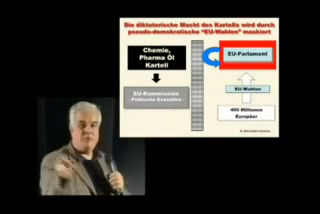 Die diktatorische Macht des Kartells wird durch
pseudo-demokratische "EU-Wahlen" maskiert
Chemie,
Pharma Öl
Kartell
EU-Kommission
- Politische Executive
EU-Parlament
EU-Wahlen
400 Millionen
Europäer